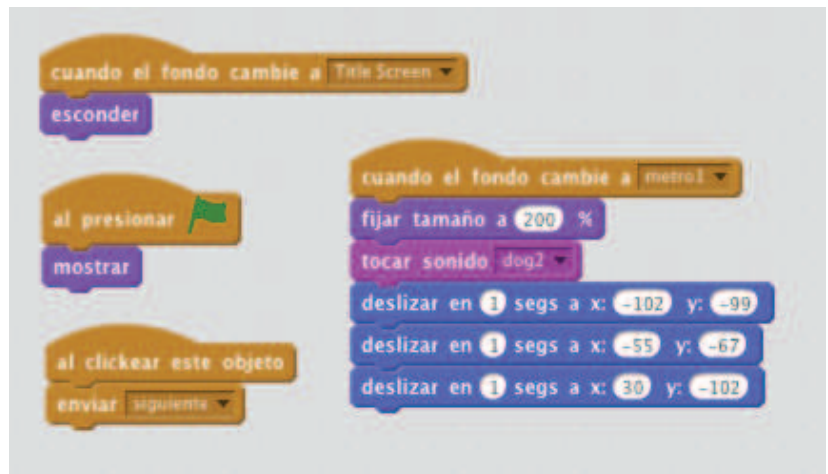 cuando el fondo cambie a Title Screen
esconder
al presionar
mostrar
al clickear este objeto
enviar siguiente
cuando el fondo cambie a metro1
fijar tamaño a 200 %
tocar sonido dog2
deslizar en 1 segs a x: -102 y: -99
deslizar en 1 segs a x: -55 y: -67
deslizar en 1 segs a x: 30 y: -102